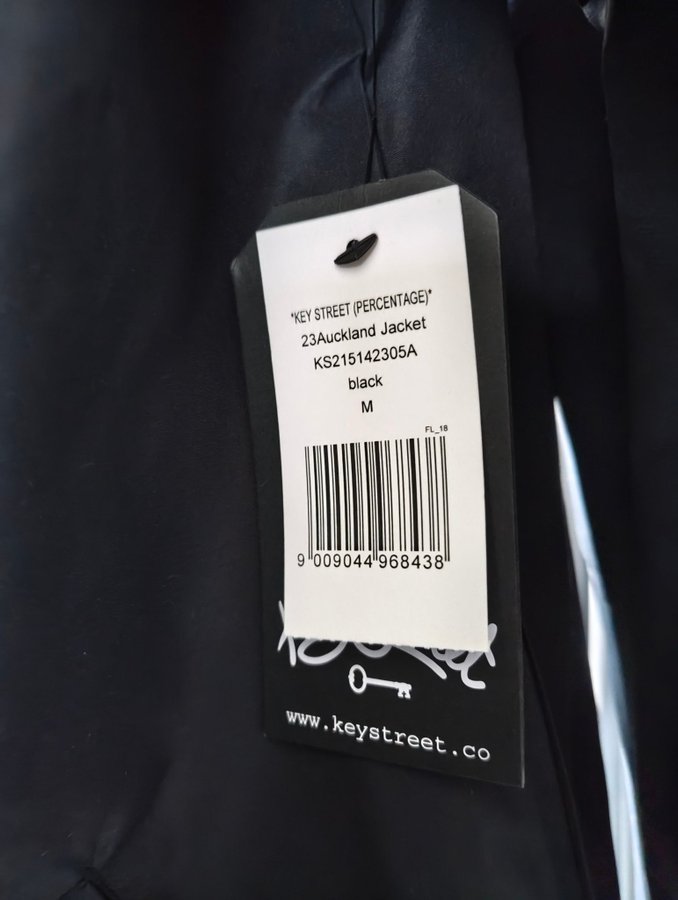 *KEY STREET (PERCENTAGE)*
23Auckland Jacket
KS215142305A
black
M
FL_18
9 009044 968438
www.keystreet.co